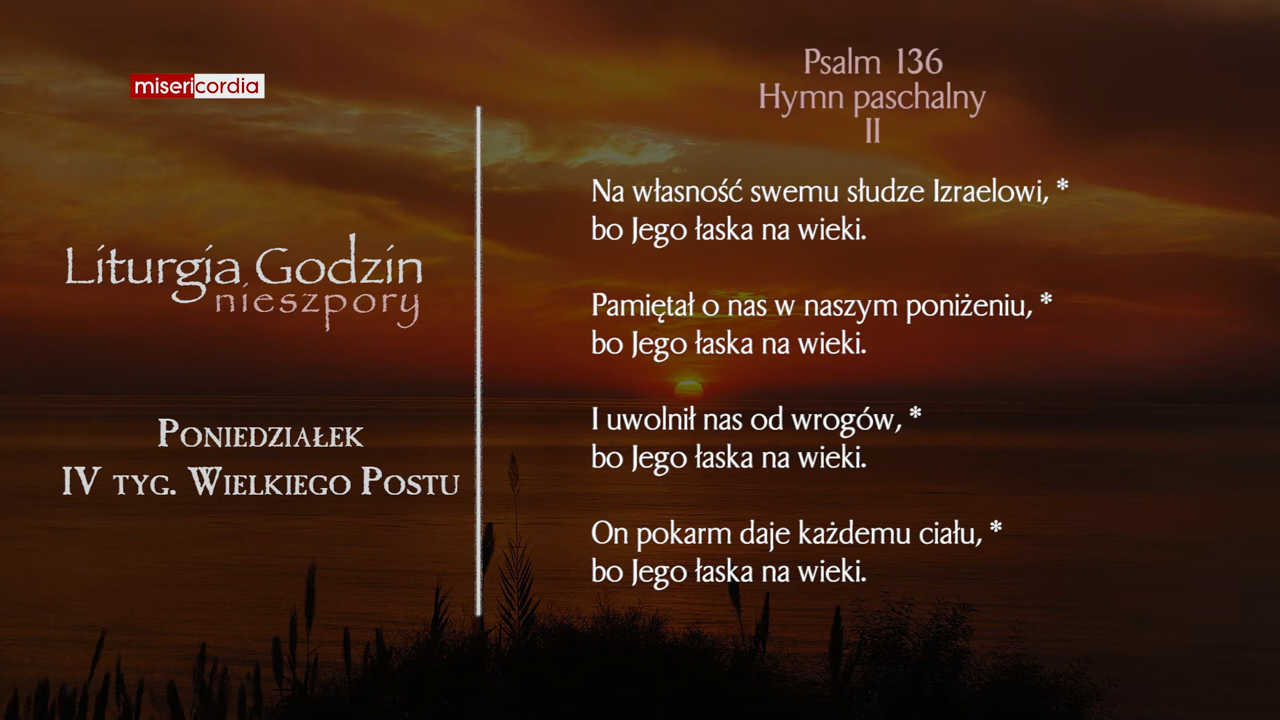 misericordia
Liturgia Godzin
nieszpory
Poniedziałek
IV tyg. Wielkiego Postu
Psalm 136
Hymn paschalny
II
Na własność swemu słudze Izraelowi, *
bo Jego łaska na wieki.
Pamiętał o nas w naszym poniżeniu, *
bo Jego łaska na wieki.
I uwolnił nas od wrogów, *
bo Jego łaska na wieki.
On pokarm daje każdemu ciału, *
bo Jego łaska na wieki.